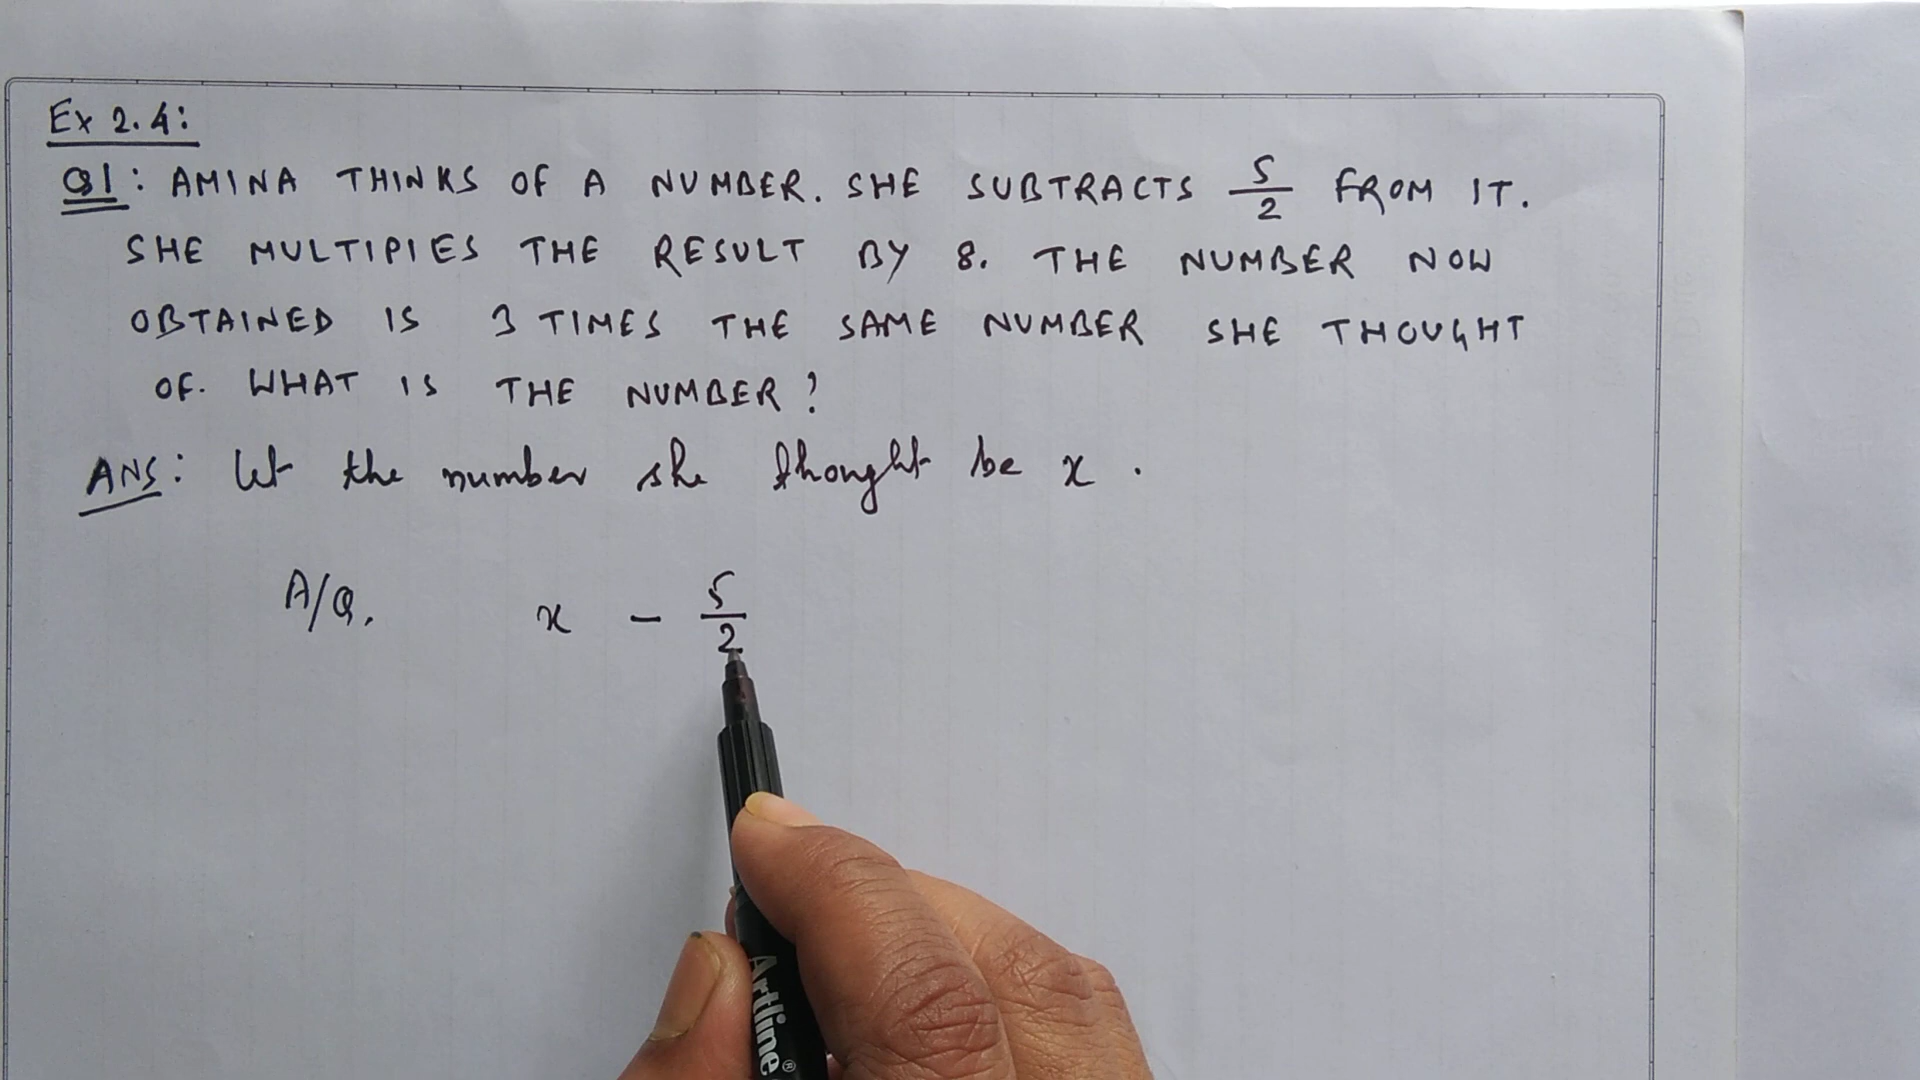 Ex 2.4:
Q1: AMINA THINKS OF A NUMBER. SHE SUBTRACTS 5/2 FROM IT.
SHE MULTIPIES THE RESULT BY 8. THE NUMBER NOW
OBTAINED IS 3 TIMES THE SAME NUMBER SHE THOUGHT
OF. WHAT IS THE NUMBER?
ANS: let the number she thought be x.
A/Q, x - 5/2
Artline®